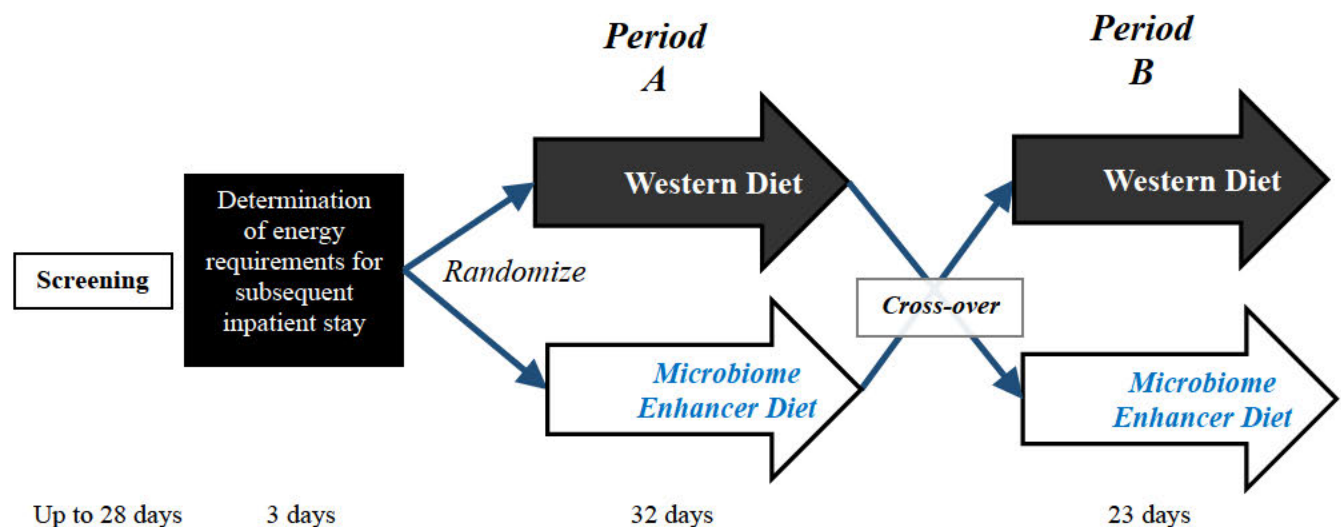 Period
A
Period
B
Western Diet
Western Diet
Determination
of energy
requirements for
subsequent
inpatient stay
Screening
Randomize
Cross-over
Microbiome
Enhancer Diet
Microbiome
Enhancer Diet
Up to 28 days
3 days
32 days
23 days